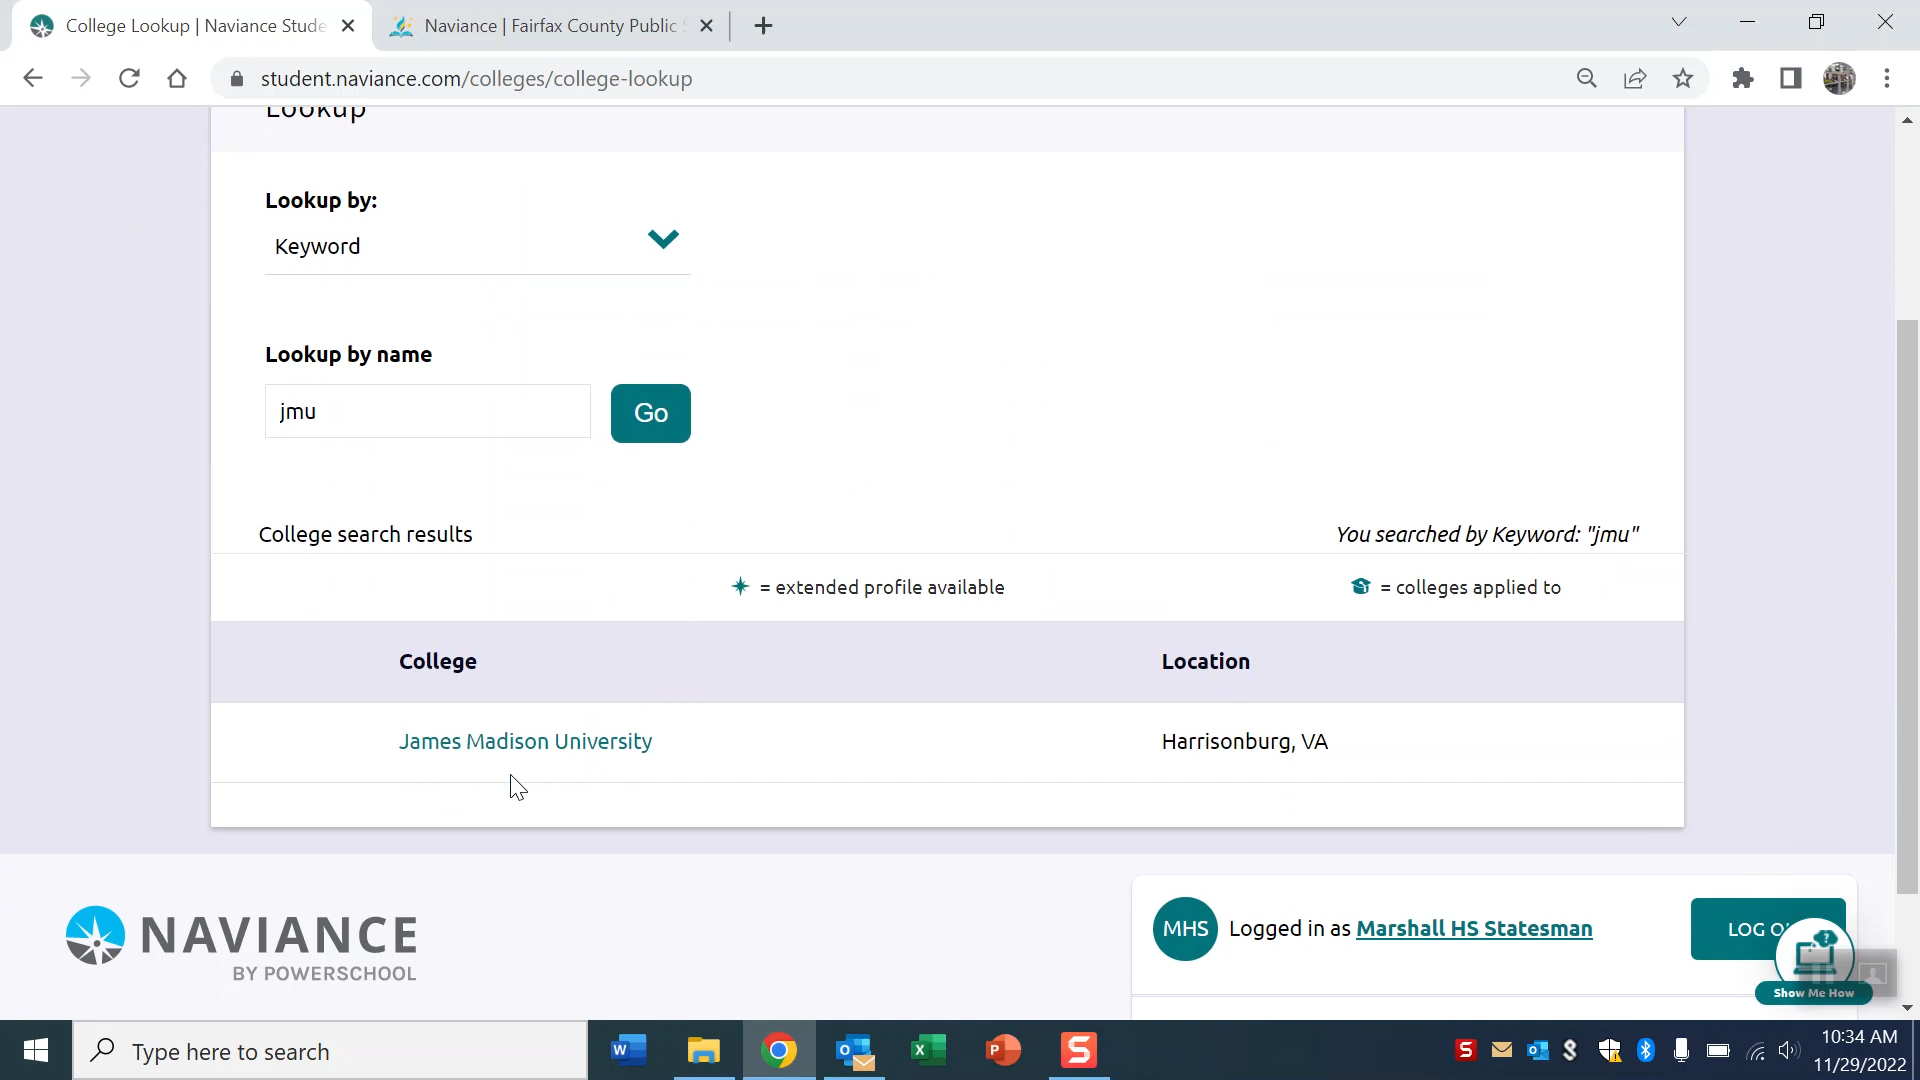 College Lookup | Naviance Stude
Naviance | Fairfax County Public S
student.naviance.com/colleges/college-lookup
Lookup
Lookup by:
Keyword
Lookup by name
jmu
Go
College search results
You searched by Keyword: "jmu"
= extended profile available
= colleges applied to
College
Location
James Madison University
Harrisonburg, VA
NAVIANCE
BY POWERSCHOOL
MHS
Logged in as Marshall HS Statesman
LOG O
Show Me How
Type here to search
10:34 AM
11/29/2022